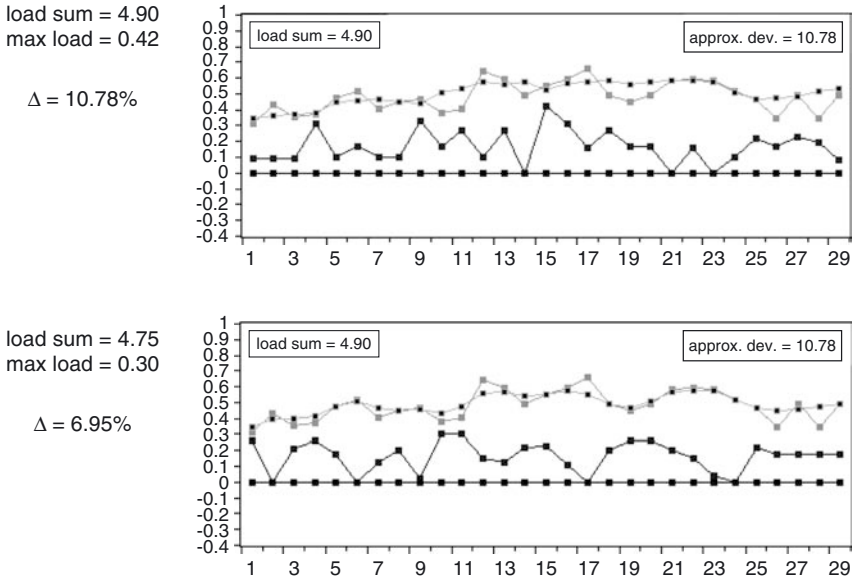 load sum = 4.90
max load = 0.42
Δ = 10.78%
1
0.9
0.8
0.7
0.6
0.5
0.4
0.3
0.2
0.1
0
-0.1
-0.2
-0.3
-0.4
load sum = 4.90
approx. dev. = 10.78
1 3 5 7 9 11 13 15 17 19 21 23 25 27 29
load sum = 4.75
max load = 0.30
Δ = 6.95%
1
0.9
0.8
0.7
0.6
0.5
0.4
0.3
0.2
0.1
0
-0.1
-0.2
-0.3
-0.4
load sum = 4.90
approx. dev. = 10.78
1 3 5 7 9 11 13 15 17 19 21 23 25 27 29